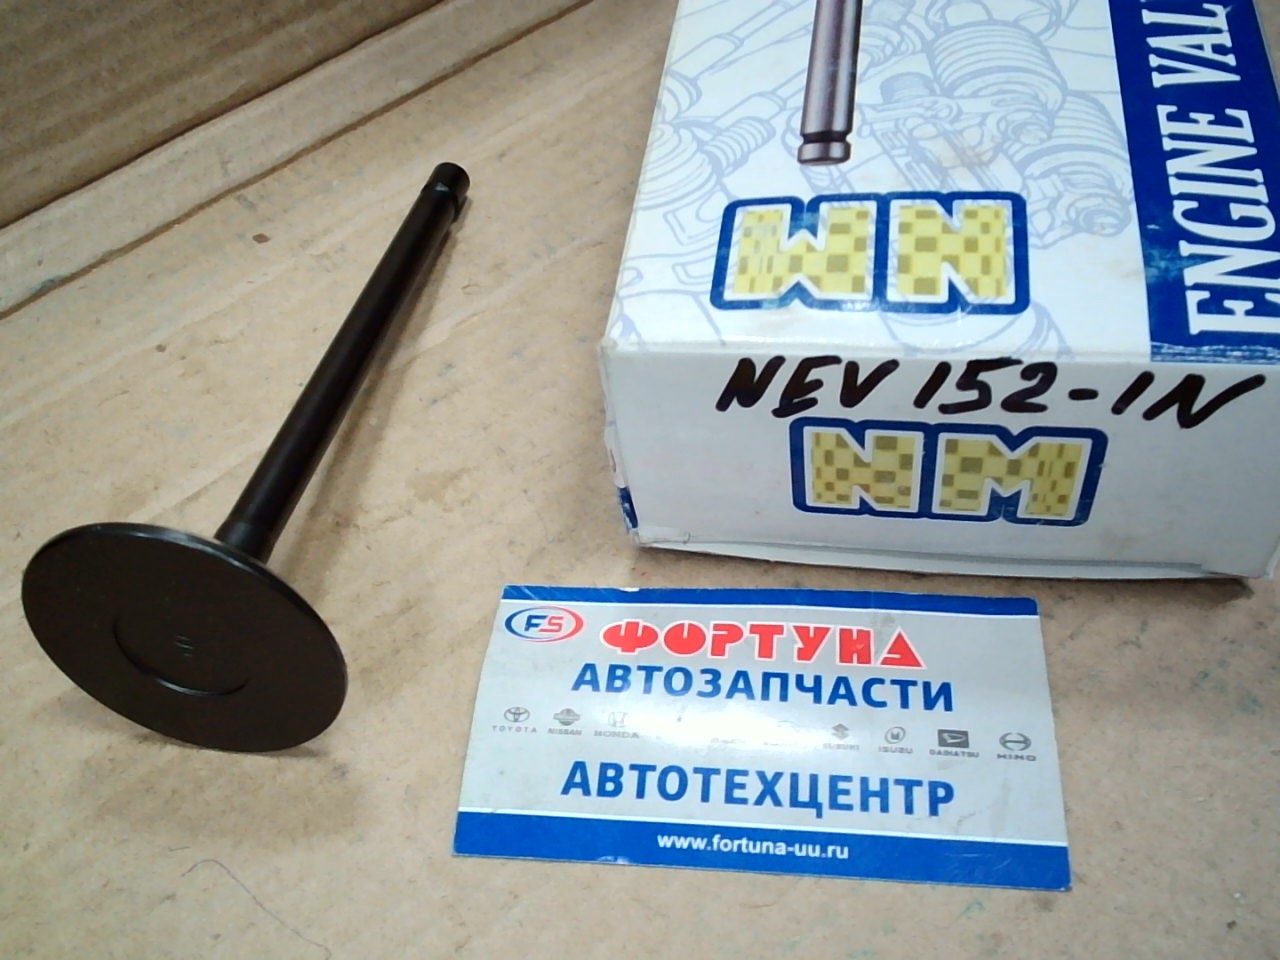 ENGINE VAL
NM
NEV 152-1N
NM
FS ФОРТУНА
АВТОЗАПЧАСТИ
TOYOTA NISSAN HONDA SUZUKI ISUZU DAIHATSU HINO
АВТОТЕХЦЕНТР
www.fortuna-uu.ru